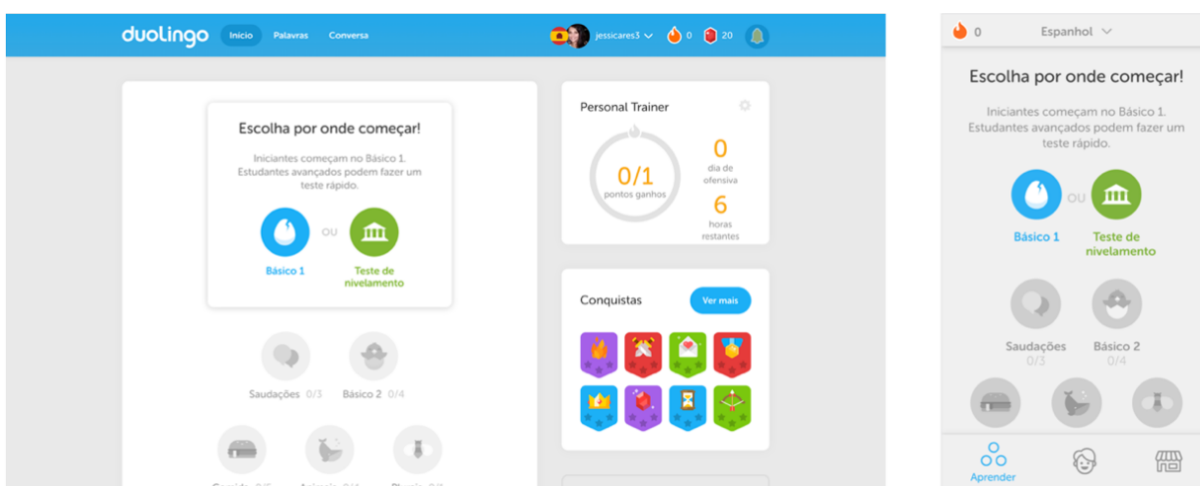 duolingo Início Palavras Conversa jessicares3 0 20
Escolha por onde começar!
Iniciantes começam no Básico 1.
Estudantes avançados podem fazer um
teste rápido.
OU
Básico 1 Teste de
nivelamento
Saudações 0/3 Básico 2 0/4
Personal Trainer
0/1
pontos ganhos
0
dia de
ofensiva
6
horas
restantes
Conquistas Ver mais
0 Espanhol
Escolha por onde começar!
Iniciantes começam no Básico 1.
Estudantes avançados podem fazer um
teste rápido.
OU
Básico 1 Teste de
nivelamento
Saudações Básico 2
0/3 0/4
Aprender